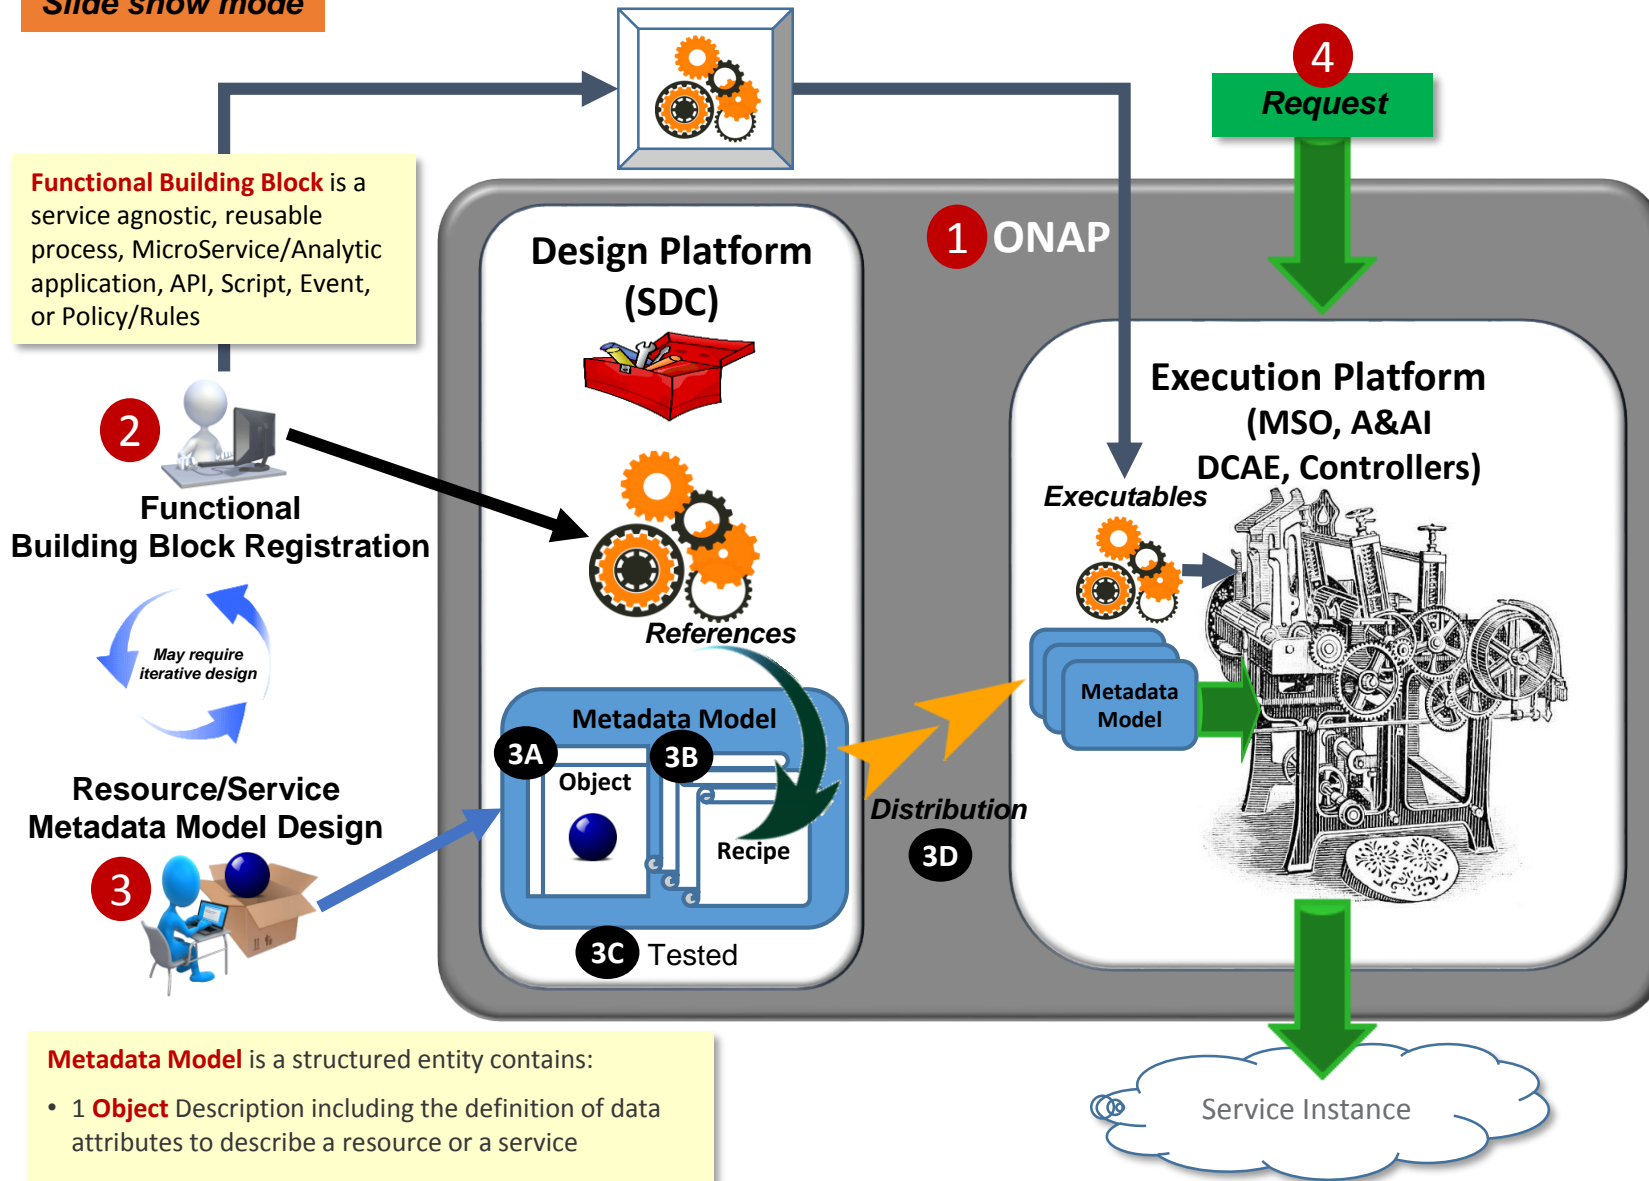 Slide show mode
4
Request
Functional Building Block is a
service agnostic, reusable
process, MicroService/Analytic
application, API, Script, Event,
or Policy/Rules
1 ONAP
Design Platform
(SDC)
Execution Platform
(MSO, A&AI
DCAE, Controllers)
2
Functional
Building Block Registration
Executables
References
May require
iterative design
Metadata Model
3A
Object
3B
Recipe
Metadata
Model
Resource/Service
Metadata Model Design
3
Distribution
3D
3C Tested
Metadata Model is a structured entity contains:
• 1 Object Description including the definition of data
attributes to describe a resource or a service
Service Instance